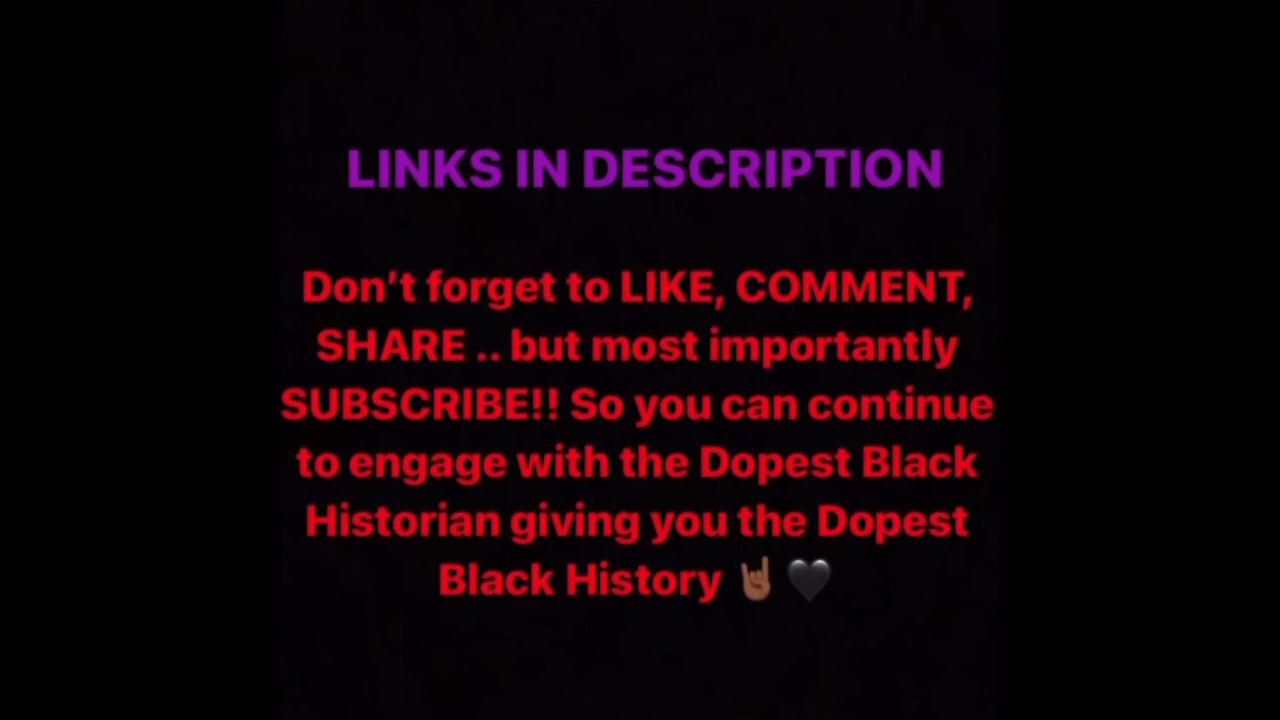 LINKS IN DESCRIPTION
Don’t forget to LIKE, COMMENT,
SHARE .. but most importantly
SUBSCRIBE!! So you can continue
to engage with the Dopest Black
Historian giving you the Dopest
Black History 🤘🏾 🖤